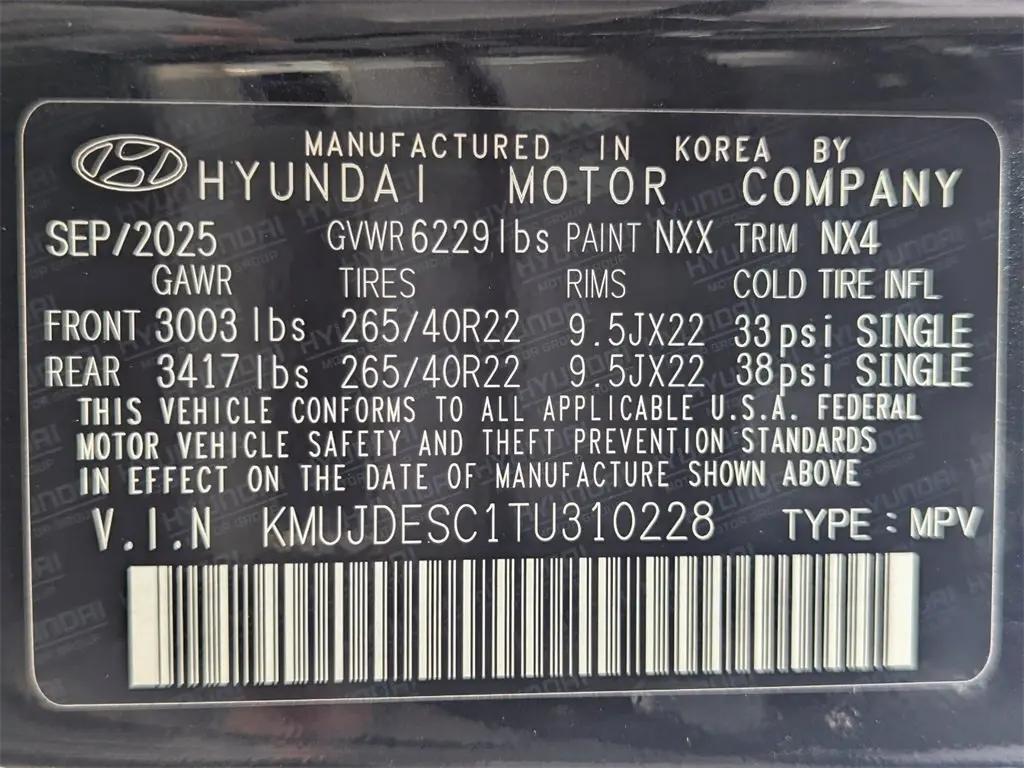 MANUFACTURED IN KOREA BY
HYUNDAI MOTOR COMPANY
SEP/2025 GVWR 6229 lbs PAINT NXX TRIM NX4
GAWR TIRES RIMS COLD TIRE INFL
FRONT 3003 lbs 265/40R22 9.5JX22 33psi SINGLE
REAR 3417 lbs 265/40R22 9.5JX22 38psi SINGLE
THIS VEHICLE CONFORMS TO ALL APPLICABLE U.S.A. FEDERAL
MOTOR VEHICLE SAFETY AND THEFT PREVENTION STANDARDS
IN EFFECT ON THE DATE OF MANUFACTURE SHOWN ABOVE
V.I.N KMUJDESC1TU310228 TYPE : MPV